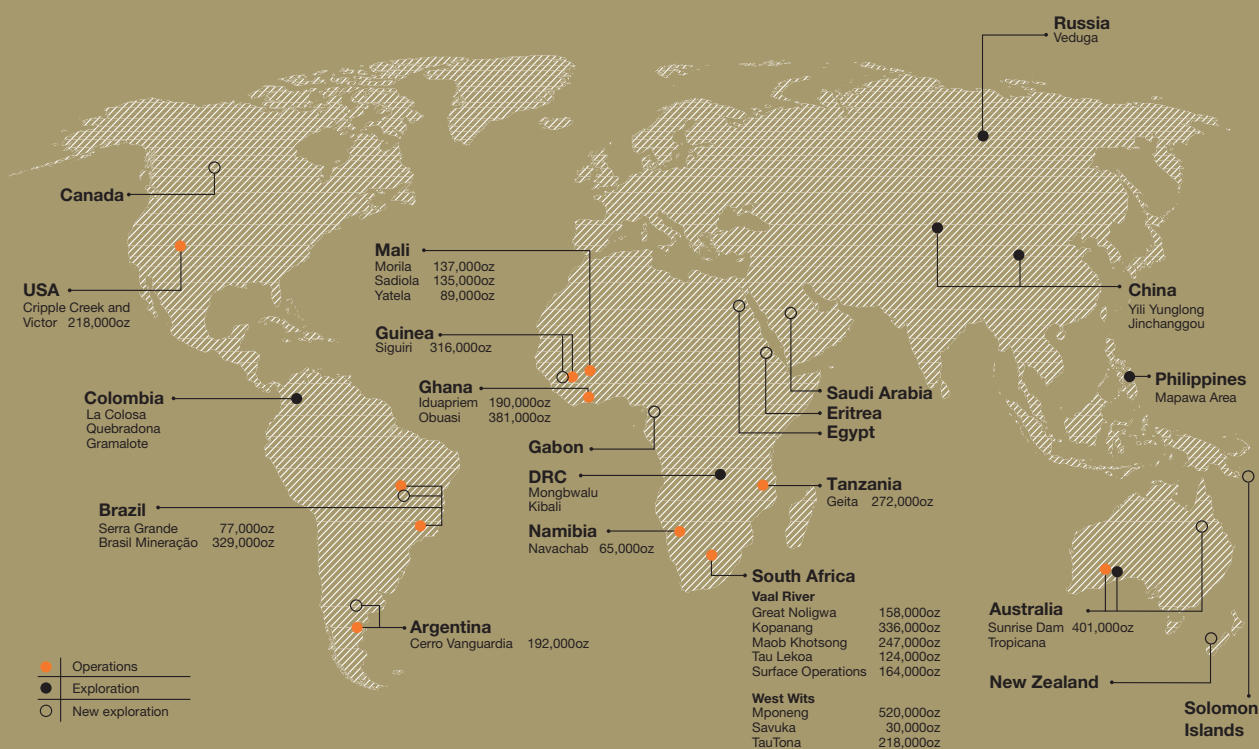 Russia
Veduga
Canada
USA
Cripple Creek and
Victor 218,000oz
Mali
Morila 137,000oz
Sadiola 135,000oz
Yatela 89,000oz
Guinea
Siguiri 316,000oz
Ghana
Iduapriem 190,000oz
Obuasi 381,000oz
China
Yili Yunglong
Jinchanggou
Colombia
La Colosa
Quebradona
Gramalote
Philippines
Mapawa Area
Saudi Arabia
Eritrea
Egypt
Gabon
DRC
Mongbwalu
Kibali
Tanzania
Geita 272,000oz
Brazil
Serra Grande 77,000oz
Brasil Mineração 329,000oz
Namibia
Navachab 65,000oz
South Africa
Vaal River
Great Noligwa 158,000oz
Kopanang 336,000oz
Maob Khotsong 247,000oz
Tau Lekoa 124,000oz
Surface Operations 164,000oz
West Wits
Mponeng 520,000oz
Savuka 30,000oz
TauTona 218,000oz
Argentina
Cerro Vanguardia 192,000oz
Australia
Sunrise Dam 401,000oz
Tropicana
New Zealand
Solomon
Islands
Operations
Exploration
New exploration